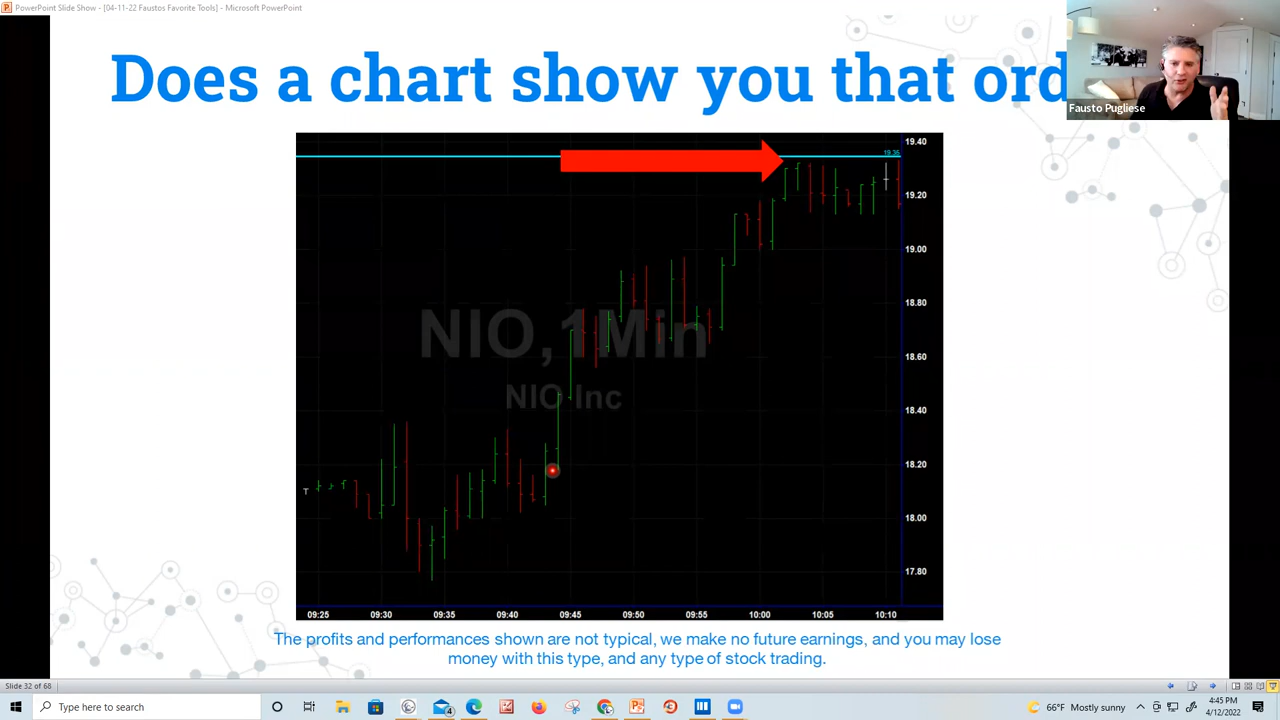 PowerPoint Slide Show - [04-11-22 Faustos Favorite Tools] - Microsoft PowerPoint
Does a chart show you that ord
Fausto Pugliese
19.35
19.40
19.20
19.00
18.80
18.60
18.40
18.20
18.00
17.80
NIO,1Min
NIO Inc
09:25 09:30 09:35 09:40 09:45 09:50 09:55 10:00 10:05 10:10
The profits and performances shown are not typical, we make no future earnings, and you may lose
money with this type, and any type of stock trading.
Slide 32 of 68
Type here to search
4
66°F Mostly sunny
4:45 PM
4/12/2022